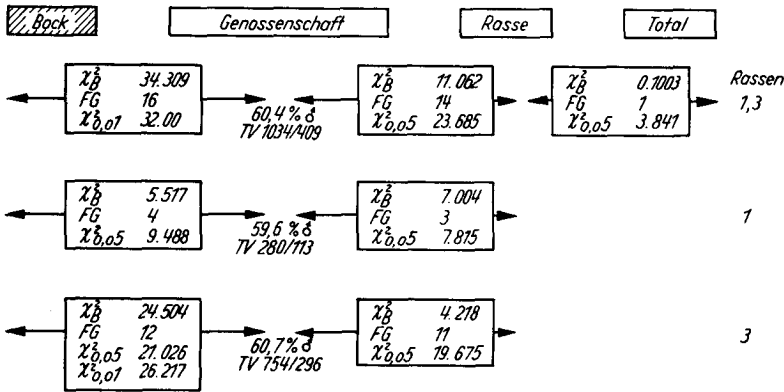 Bock Genossenschaft Rasse Total
χ²B 34.309
FG 16
χ²0,01 32.00
60,4 % ♂
TV 1034/409
χ²B 11.062
FG 14
χ²0,05 23.685
χ²B 0.1003
FG 1
χ²0,05 3.841
Rassen
1,3
χ²B 5.517
FG 4
χ²0,05 9.488
59,6 % ♂
TV 280/113
χ²B 7.004
FG 3
χ²0,05 7.815
1
χ²B 24.504
FG 12
χ²0,05 21.026
χ²0,01 26.217
60,7% ♂
TV 754/296
χ²B 4.218
FG 11
χ²0,05 19.675
3